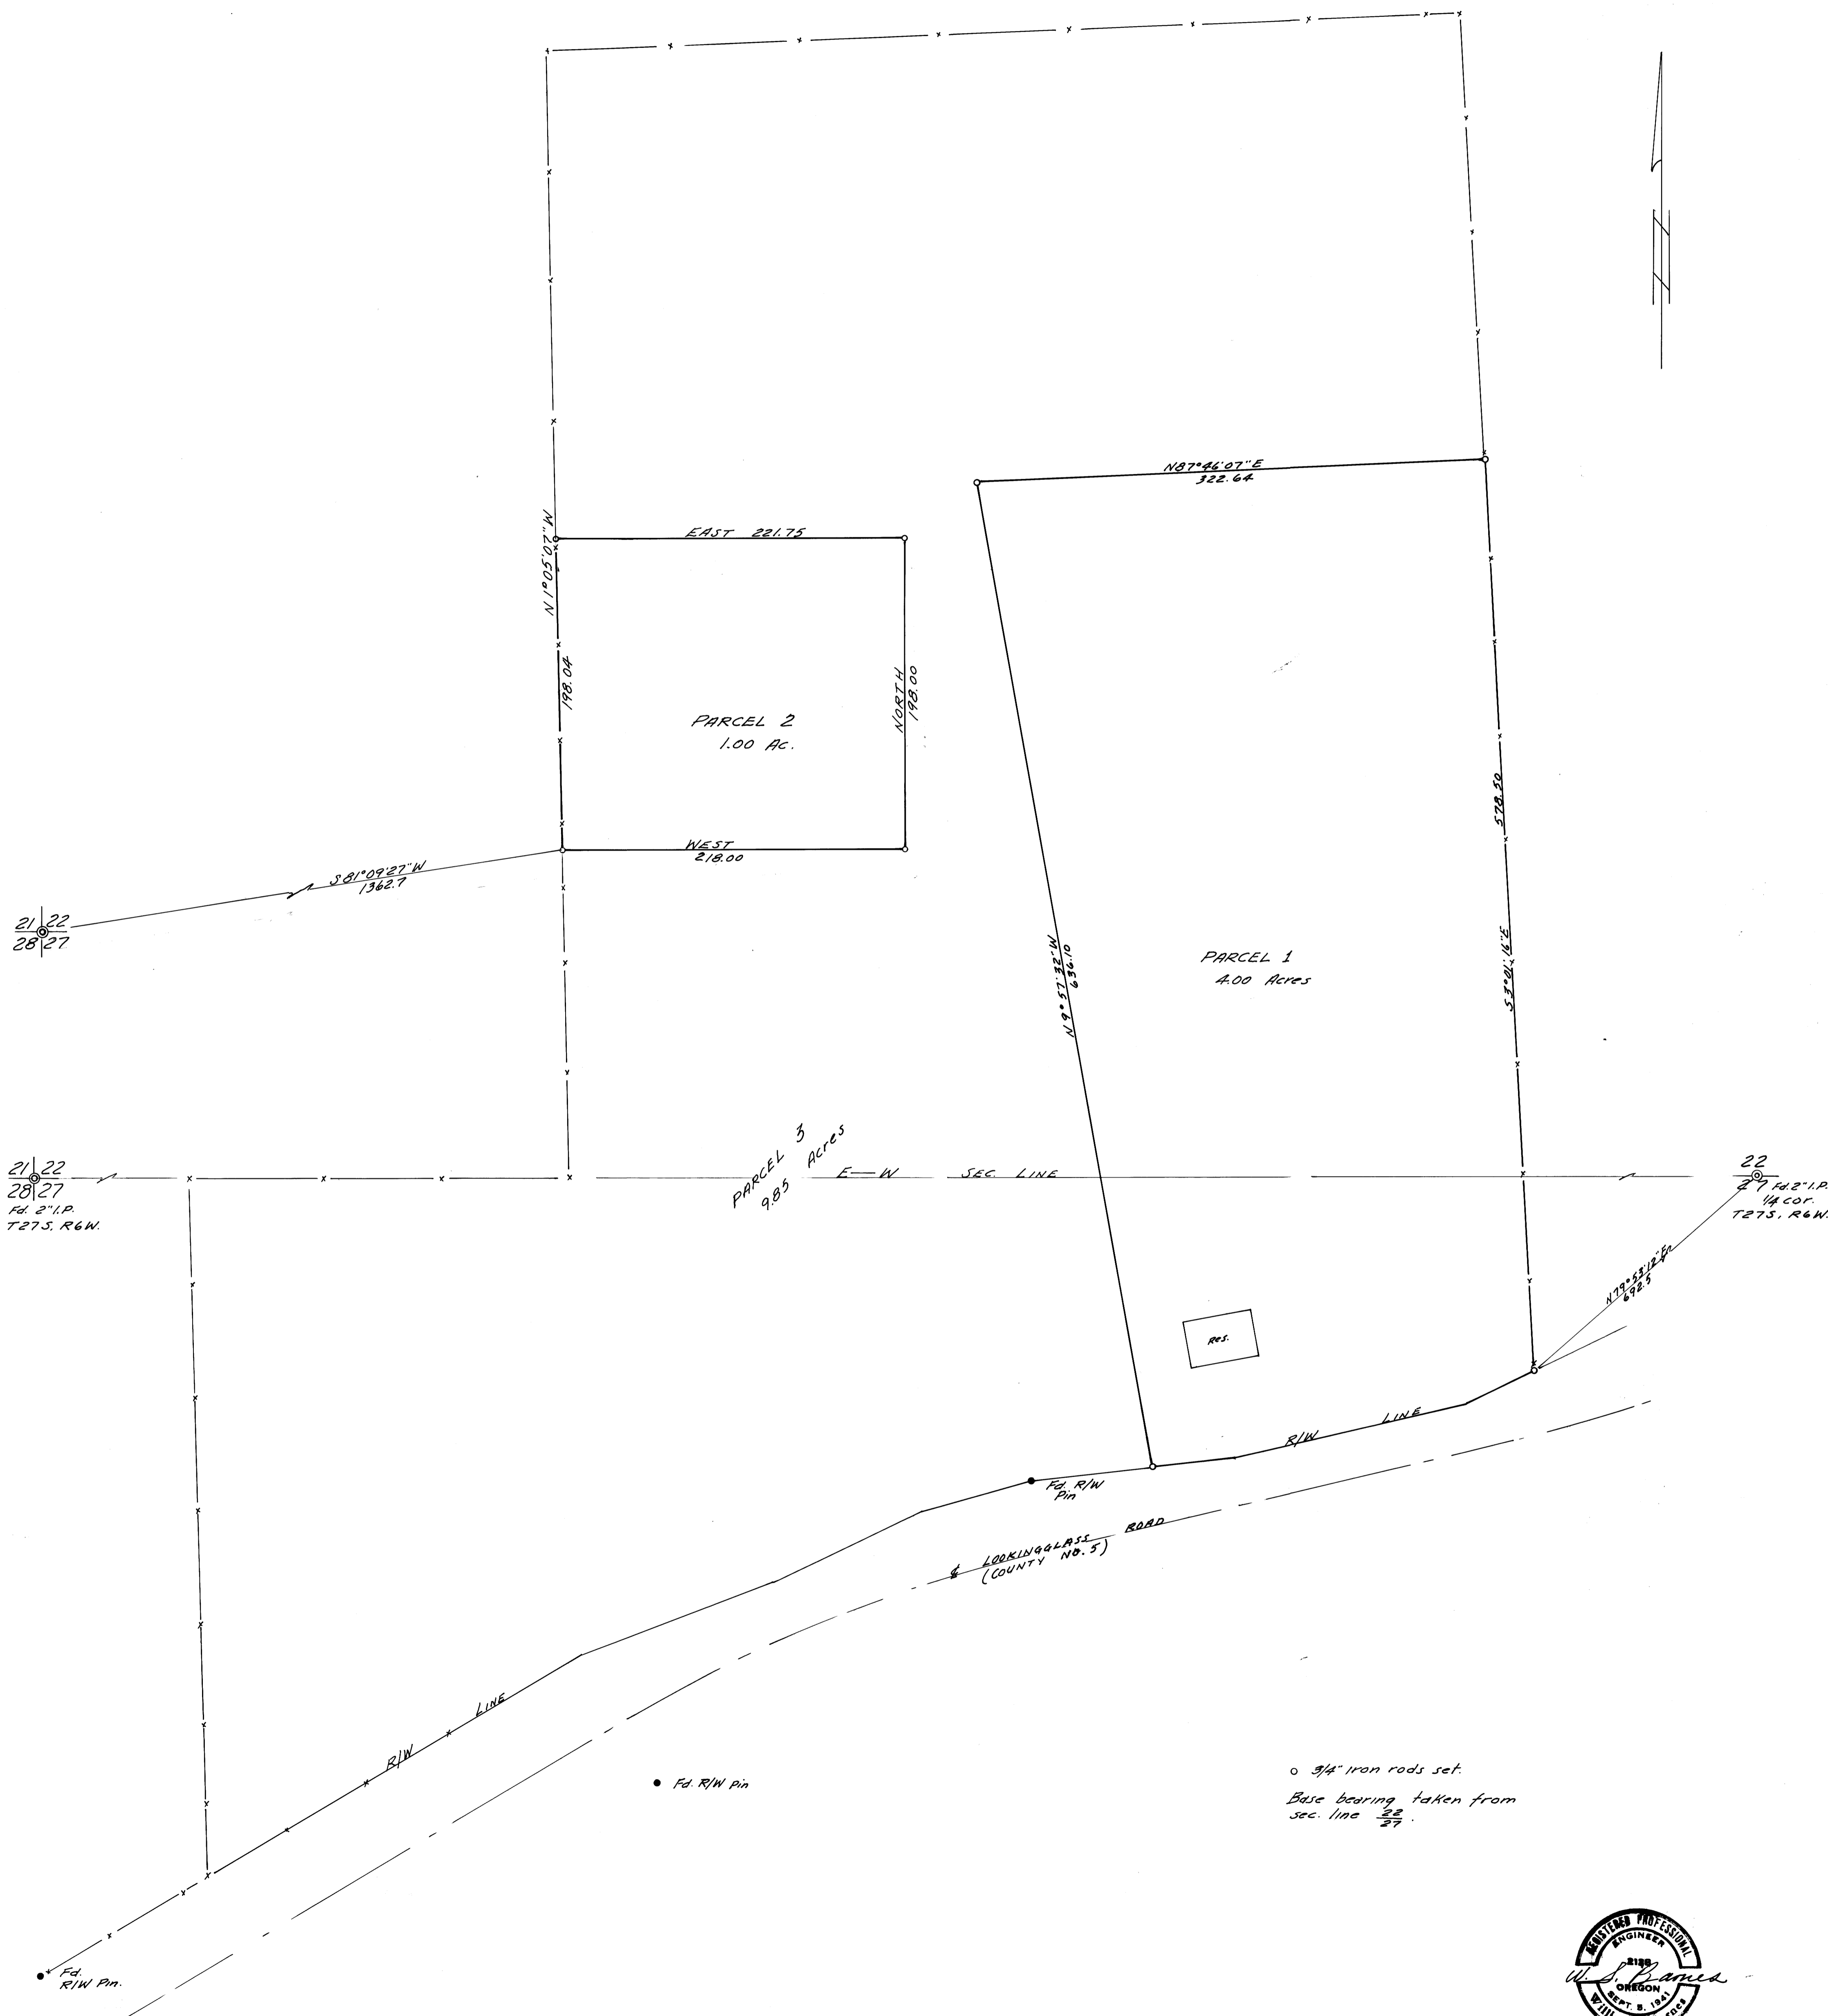 N87°46'07"E
322.64
EAST 221.75
N 1°05'07" W
198.04
NORTH
198.00
PARCEL 2
1.00 Ac.
WEST
218.00
S 81°09'27" W
1362.7
21 22
28 27
578.50
S3°01'16"E
N 9° 57' 32" W
636.10
PARCEL 1
4.00 Acres
PARCEL 3
9.85 Acres
21 22
28 27
Fd. 2" I.P.
T27S, R6W.
E—W SEC. LINE
22
27 Fd. 2" I.P.
1/4 cor.
T27S, R6W.
N79°53'12"E
692.5
Res.
R/W LINE
Fd. R/W
Pin
℄ LOOKINGGLASS ROAD
(COUNTY NO. 5)
R/W LINE
Fd. R/W Pin
3/4" iron rods set.
Base bearing taken from
sec. line 22
27.
Fd.
R/W Pin.
REGISTERED PROFESSIONAL
ENGINEER
W. S. Barnes
OREGON
SEPT. 8, 1941